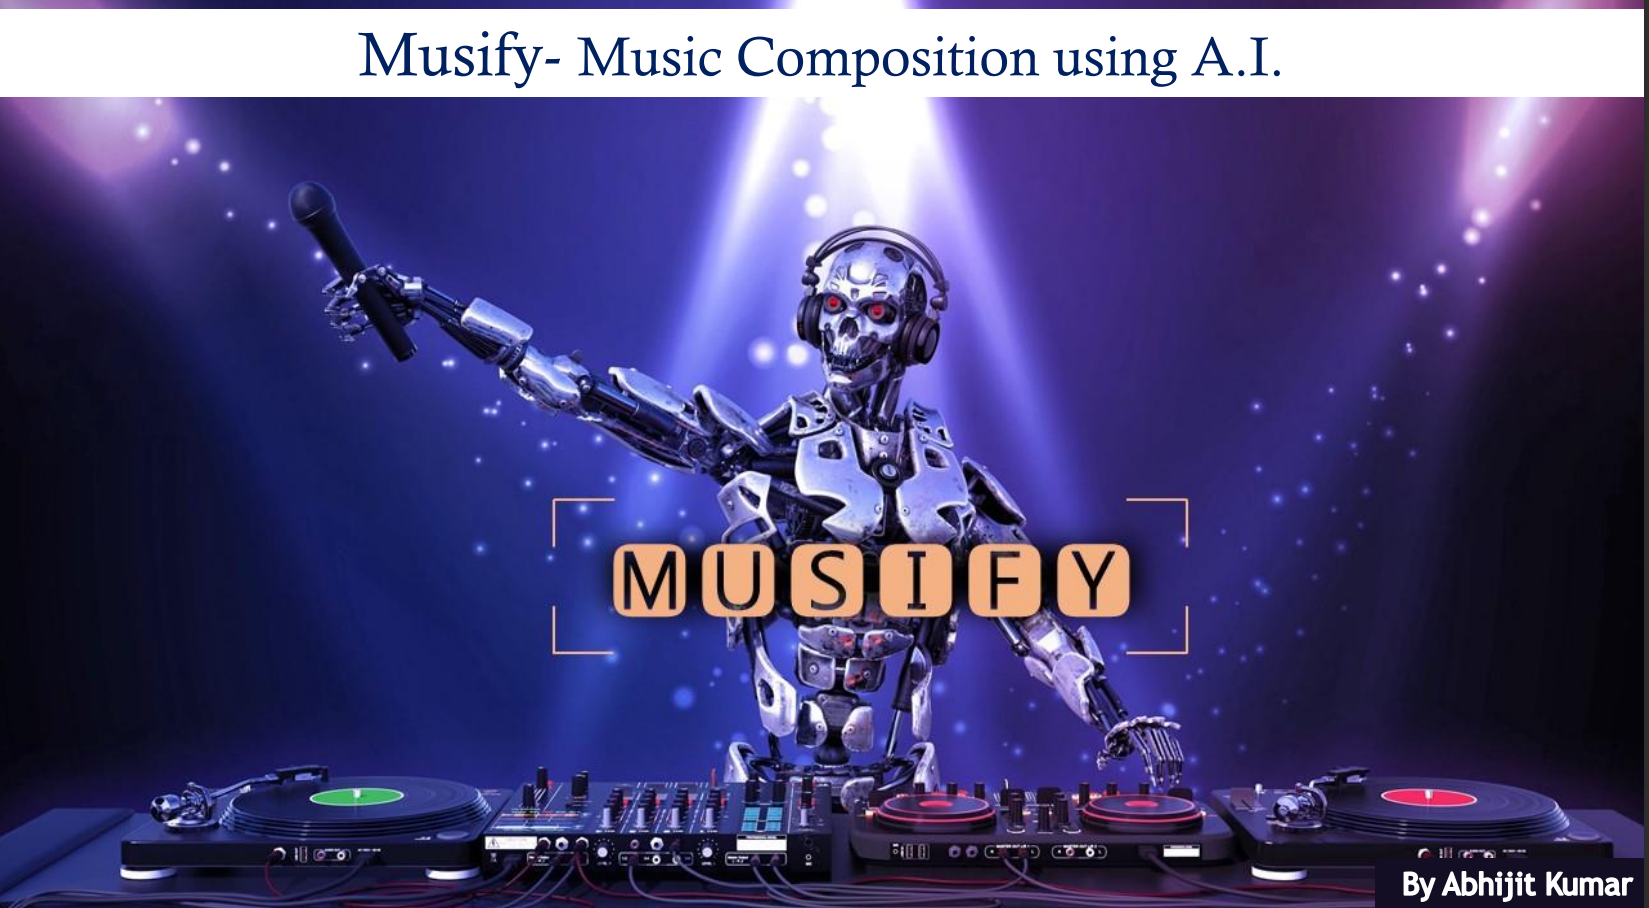 Musify- Music Composition using A.I.
MUSIFY
By Abhijit Kumar